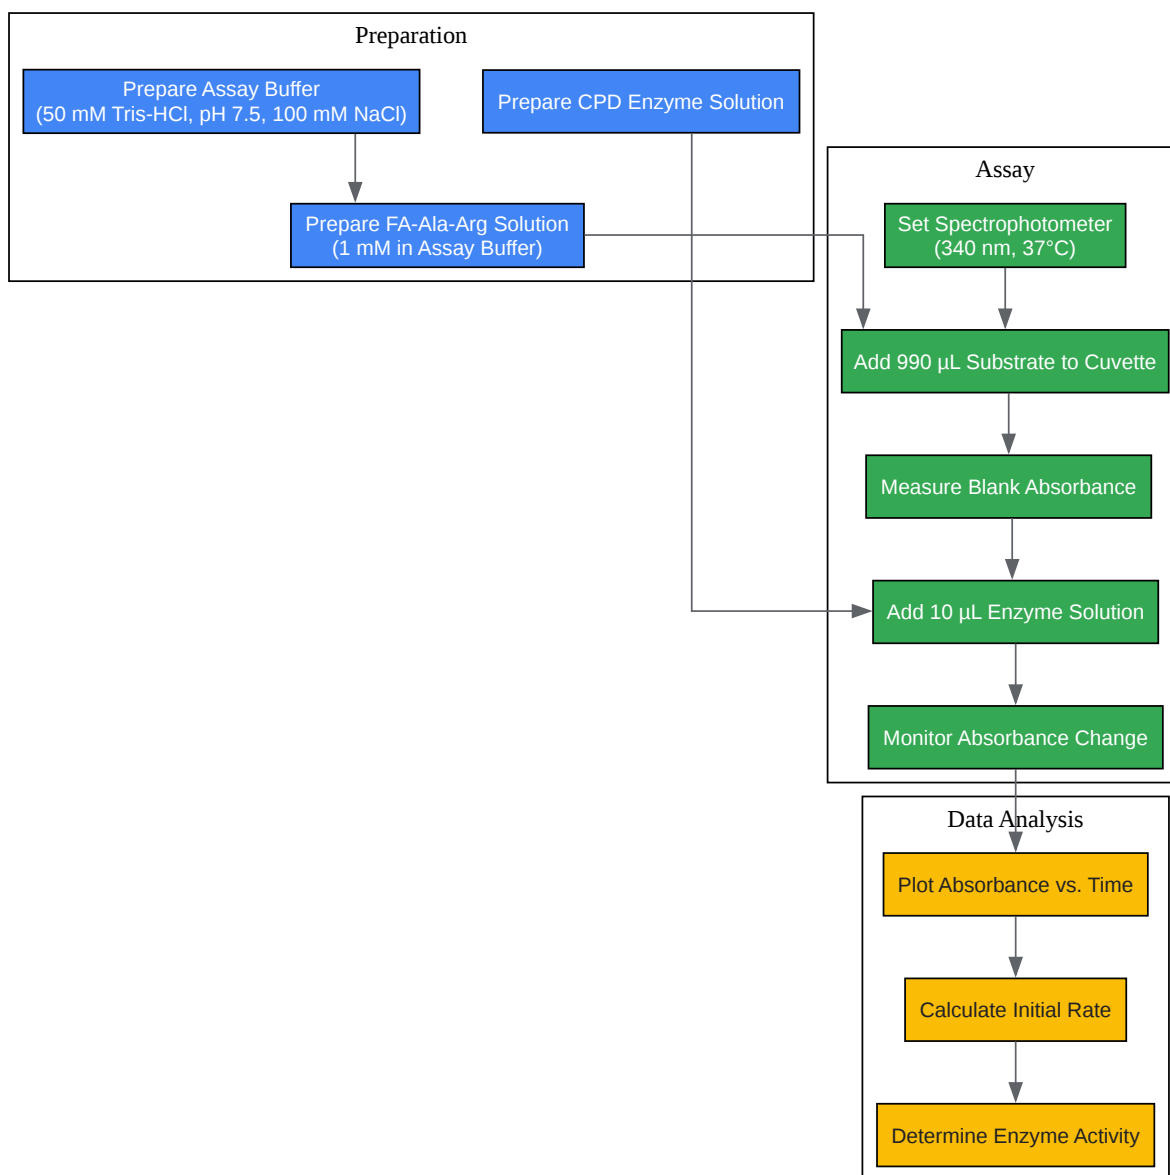 Preparation
Prepare Assay Buffer
(50 mM Tris-HCl, pH 7.5, 100 mM NaCl)
Prepare CPD Enzyme Solution
Prepare FA-Ala-Arg Solution
(1 mM in Assay Buffer)
Assay
Set Spectrophotometer
(340 nm, 37°C)
Add 990 µL Substrate to Cuvette
Measure Blank Absorbance
Add 10 µL Enzyme Solution
Monitor Absorbance Change
Data Analysis
Plot Absorbance vs. Time
Calculate Initial Rate
Determine Enzyme Activity